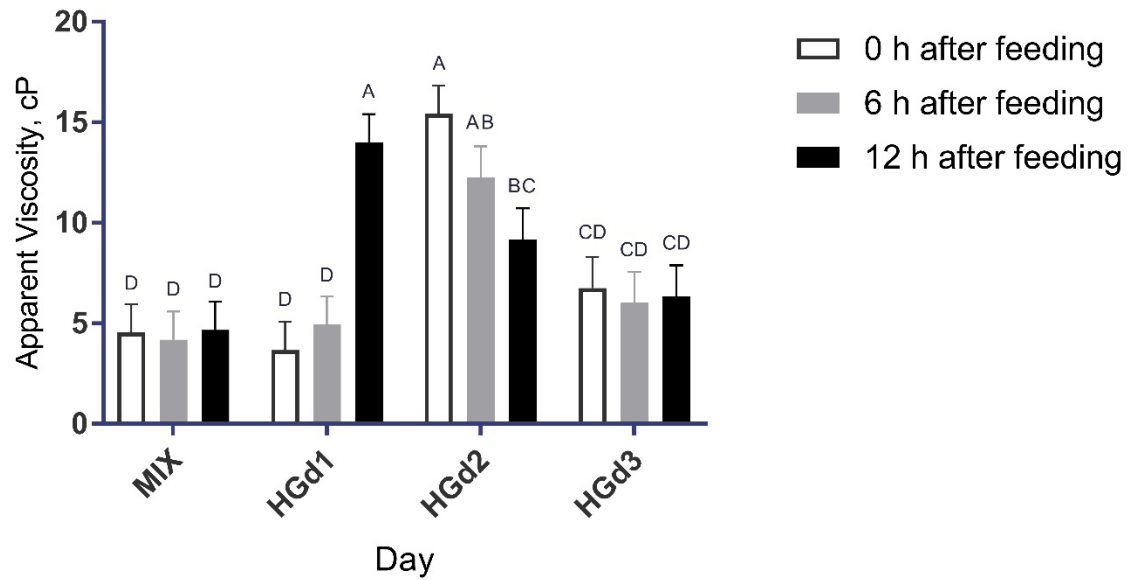 20
15
10
5
0
Apparent Viscosity, cP
D
D
D
D
D
A
A
AB
BC
CD
CD
CD
MIX
HGd1
HGd2
HGd3
Day
0 h after feeding
6 h after feeding
12 h after feeding